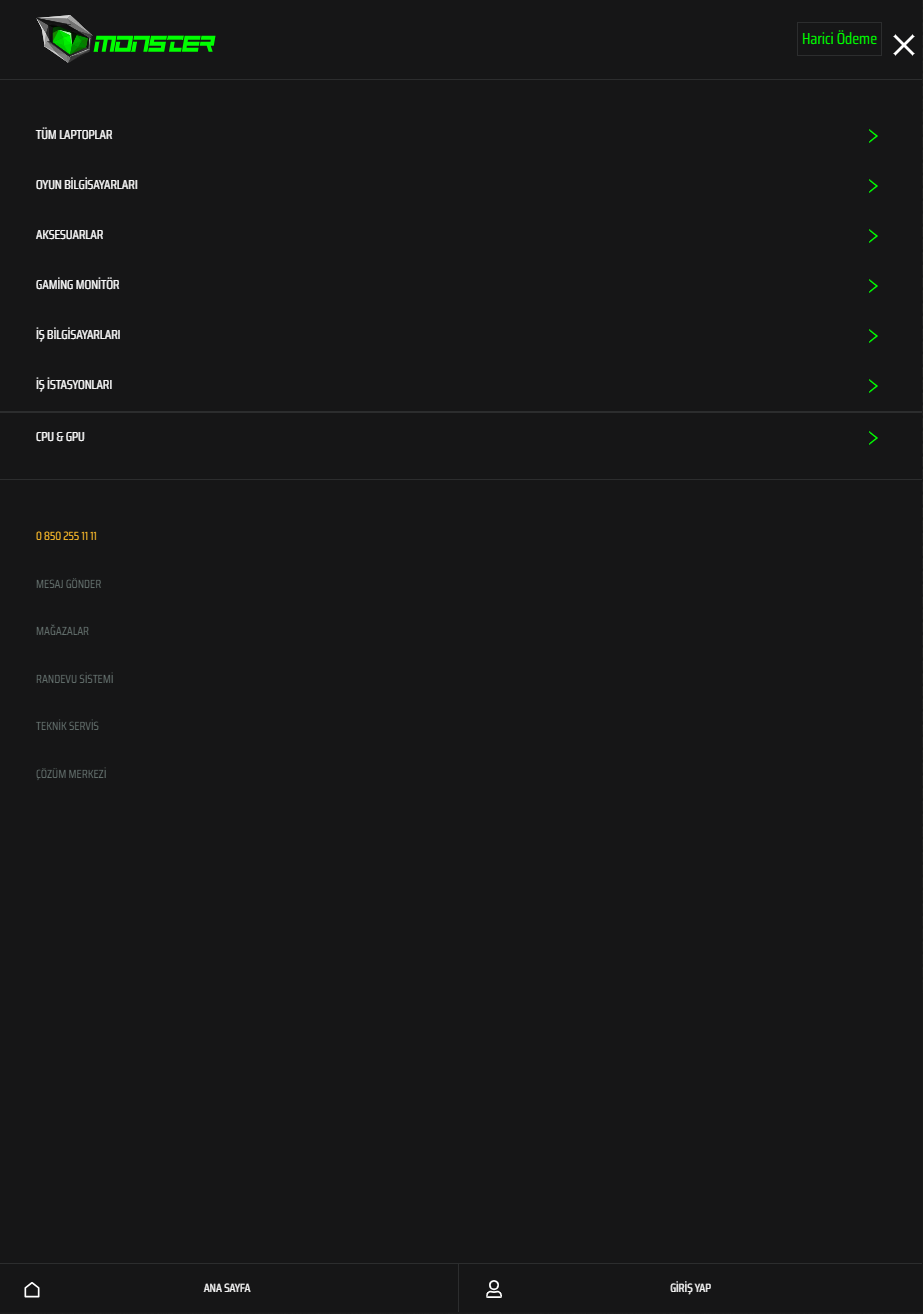 MONSTER
Harici Ödeme
TÜM LAPTOPLAR
OYUN BİLGİSAYARLARI
AKSESUARLAR
GAMİNG MONİTÖR
İŞ BİLGİSAYARLARI
İŞ İSTASYONLARI
CPU & GPU
0 850 255 11 11
MESAJ GÖNDER
MAĞAZALAR
RANDEVU SİSTEMİ
TEKNİK SERVİS
ÇÖZÜM MERKEZİ
ANA SAYFA
GİRİŞ YAP